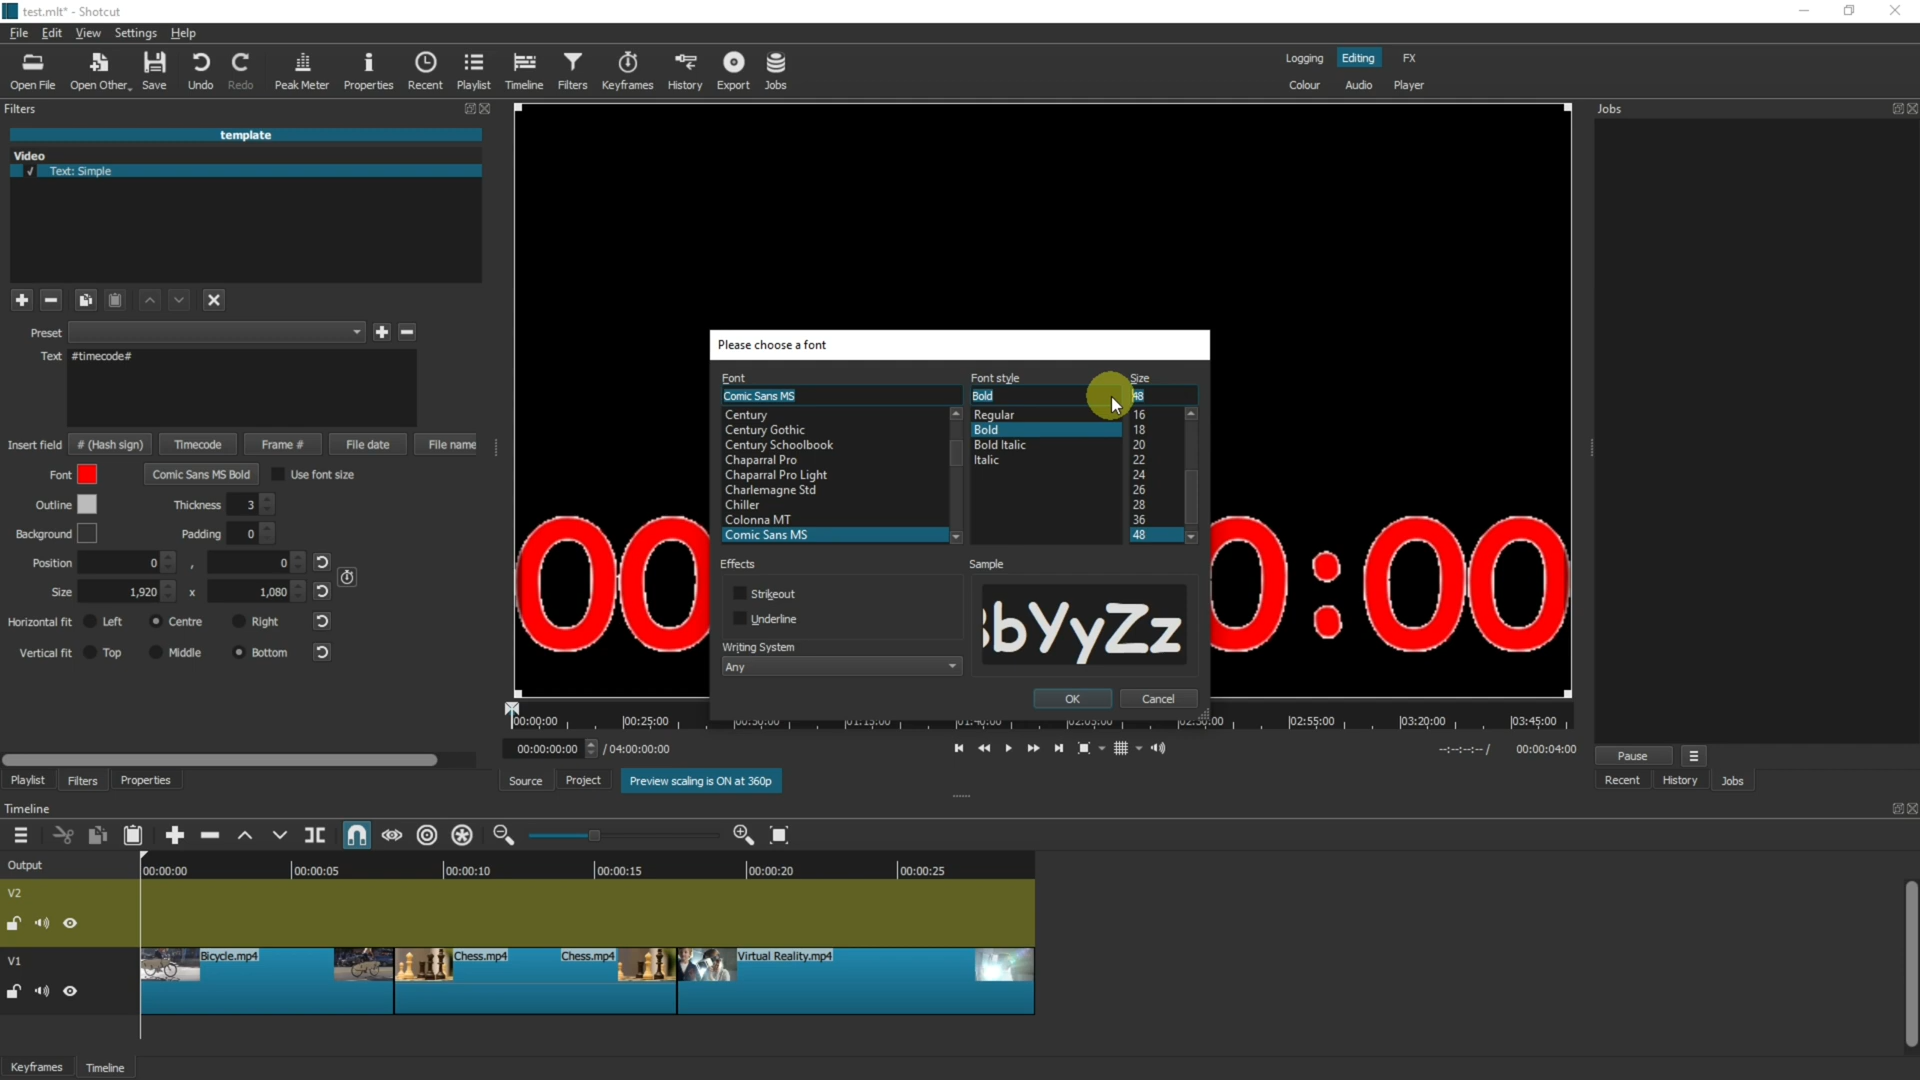 test.mlt* - Shotcut
File Edit View Settings Help
Open File Open Other Save Undo Redo Peak Meter Properties Recent Playlist Timeline Filters Keyframes History Export Jobs
Logging Editing FX
Colour Audio Player
Filters
template
Video
✓ Text: Simple
Preset
Text #timecode#
Insert field # (Hash sign) Timecode Frame # File date File name
Font Comic Sans MS Bold Use font size
Outline Thickness 3
Background Padding 0
Position 0 , 0
Size 1,920 x 1,080
Horizontal fit Left Centre Right
Vertical fit Top Middle Bottom
Playlist Filters Properties
Please choose a font
Font Font style Size
Comic Sans MS Bold 48
Century Regular 16
Century Gothic Bold 18
Century Schoolbook Bold Italic 20
Chaparral Pro Italic 22
Chaparral Pro Light 24
Charlemagne Std 26
Chiller 28
Colonna MT 36
Comic Sans MS 48
Effects Sample
Strikeout
Underline
bYyZz
Writing System
Any
OK Cancel
00 0:00
00:00:00 00:25:00 02:55:00 03:20:00 03:45:00
00:00:00:00 / 04:00:00:00
--:--:--:-- / 00:00:04:00
Source Project Preview scaling is ON at 360p
Jobs
Pause
Recent History Jobs
Timeline
Output
00:00:00 00:00:05 00:00:10 00:00:15 00:00:20 00:00:25
V2
V1
Bicycle.mp4 Chess.mp4 Chess.mp4 Virtual Reality.mp4
Keyframes Timeline